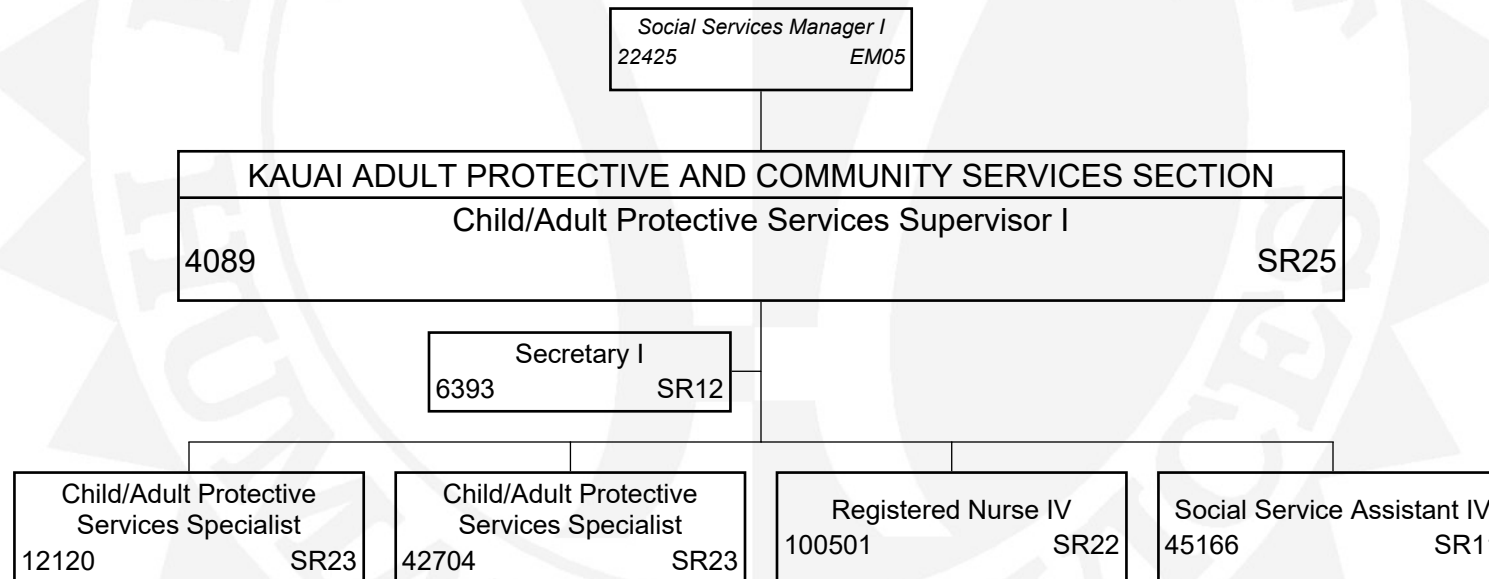 Social Services Manager I
22425 EM05
KAUAI ADULT PROTECTIVE AND COMMUNITY SERVICES SECTION
Child/Adult Protective Services Supervisor I
4089 SR25
Secretary I
6393 SR12
Child/Adult Protective
Services Specialist
12120 SR23
Child/Adult Protective
Services Specialist
42704 SR23
Registered Nurse IV
100501 SR22
Social Service Assistant IV
45166